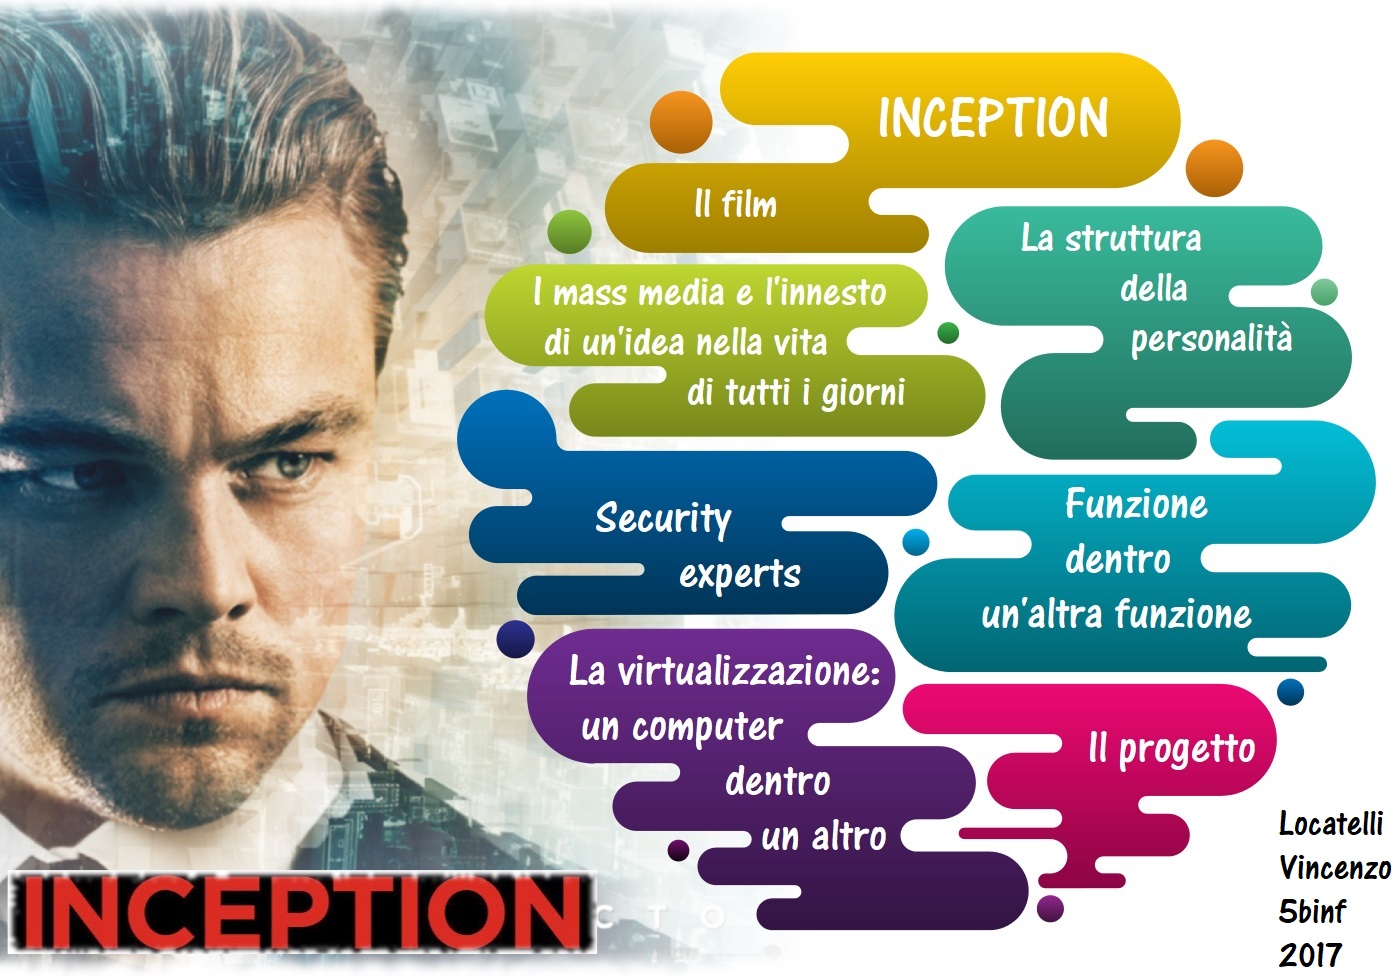 INCEPTION
Il film
La struttura
della
personalità
I mass media e l'innesto
di un'idea nella vita
di tutti i giorni
Security
experts
Funzione
dentro
un'altra funzione
La virtualizzazione:
un computer
dentro
un altro
Il progetto
Locatelli
Vincenzo
5binf
2017
INCEPTION
C T O